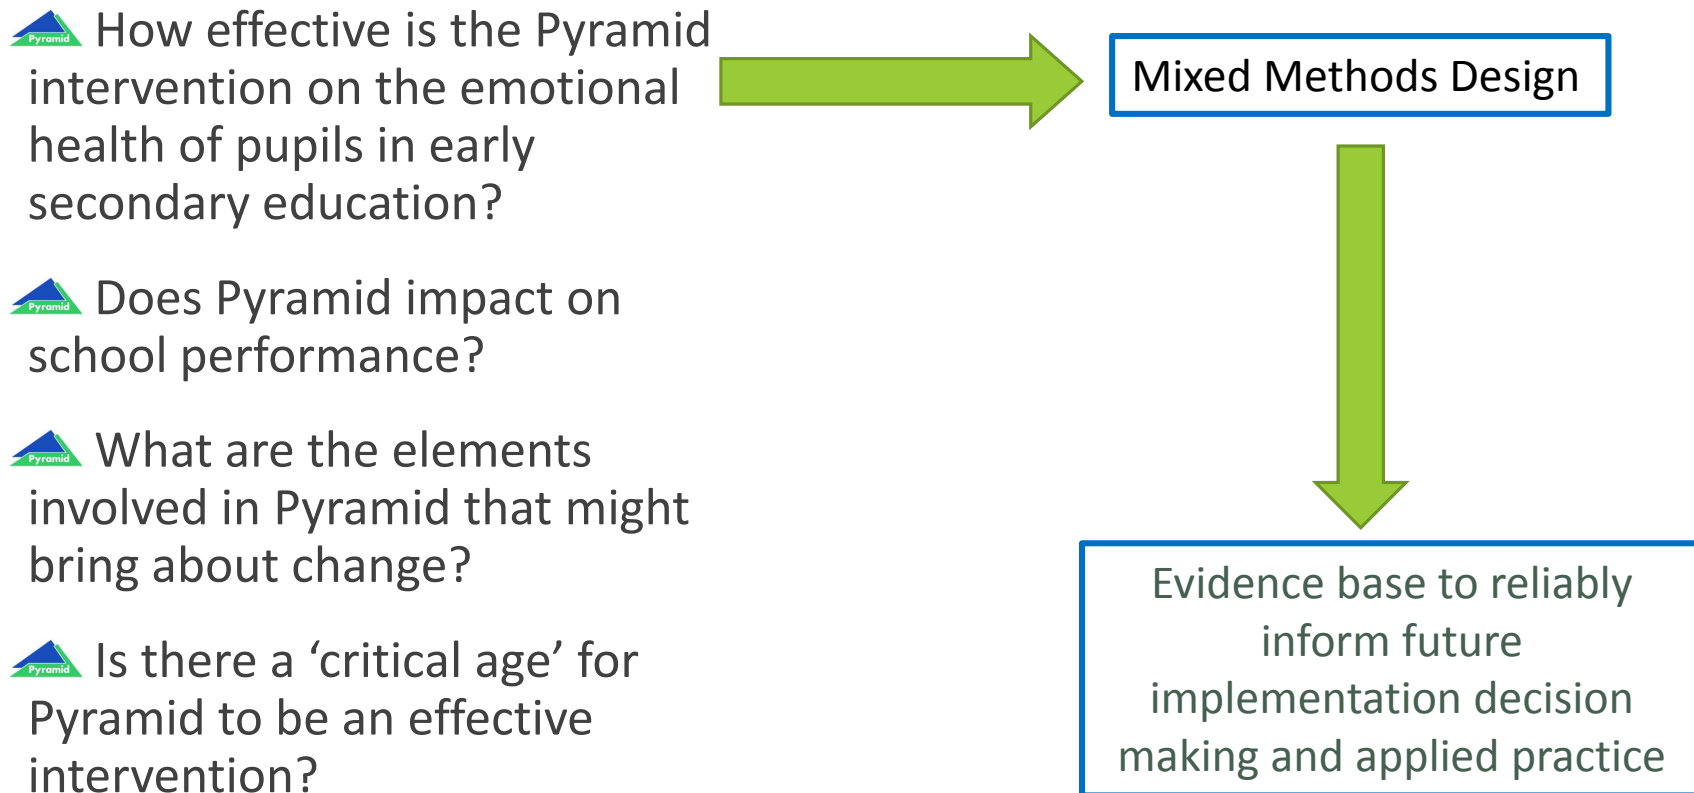 Pyramid How effective is the Pyramid
intervention on the emotional
health of pupils in early
secondary education?
Pyramid Does Pyramid impact on
school performance?
Pyramid What are the elements
involved in Pyramid that might
bring about change?
Pyramid Is there a ‘critical age’ for
Pyramid to be an effective
intervention?
Mixed Methods Design
Evidence base to reliably
inform future
implementation decision
making and applied practice